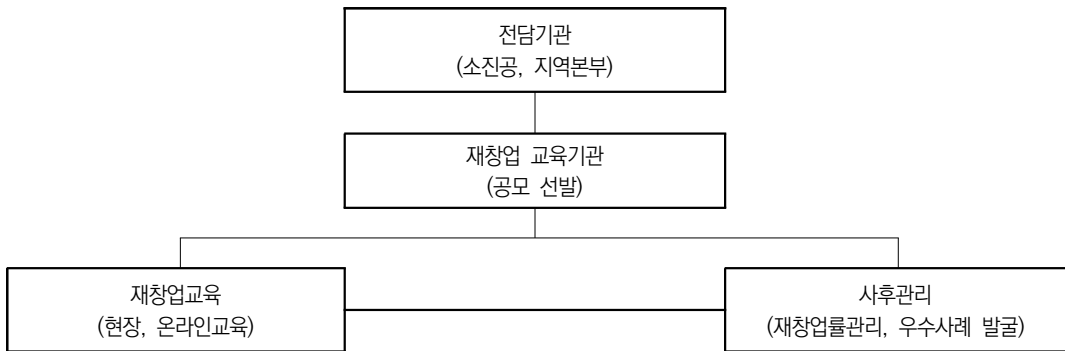 전담기관
(소진공, 지역본부)
재창업 교육기관
(공모 선발)
재창업교육
(현장, 온라인교육)
사후관리
(재창업률관리, 우수사례 발굴)